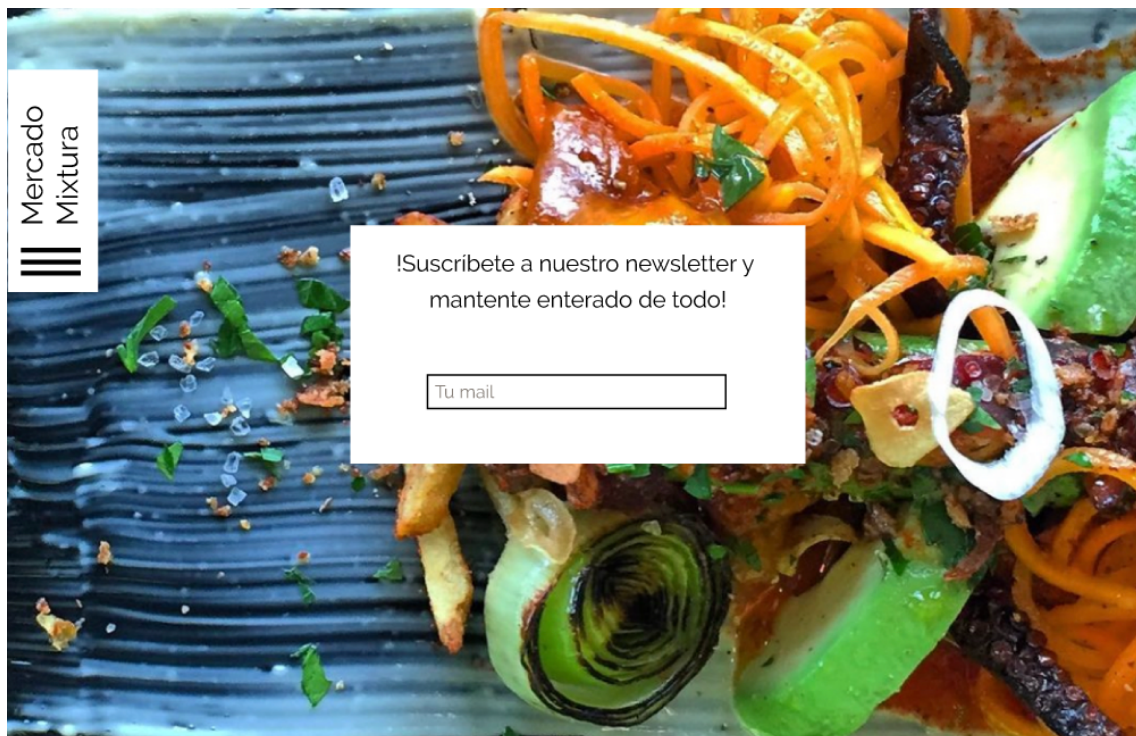 Mercado
Mixtura
!Suscríbete a nuestro newsletter y
mantente enterado de todo!
Tu mail